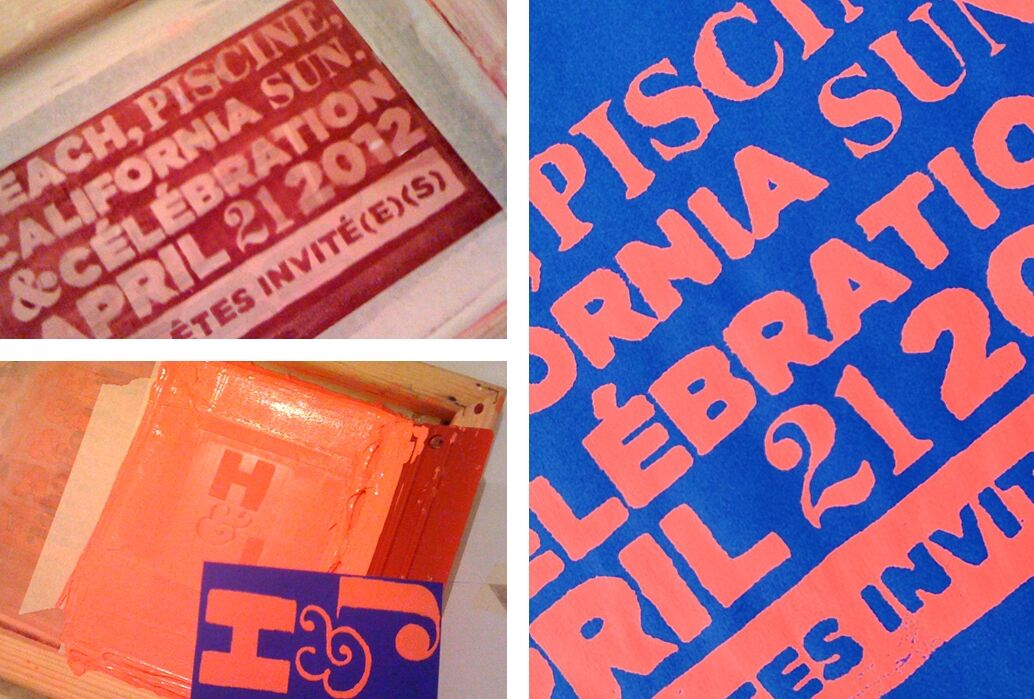 EACH, PISCINE,
CALIFORNIA SUN.
& CÉLÉBRATION
APRIL 21 2012
ÊTES INVITÉ(E)(S)
H
&
H&J
PISCIN
ORNIA SUN
ÉLÉBRATIO
PRIL 21 20
TES INVIT